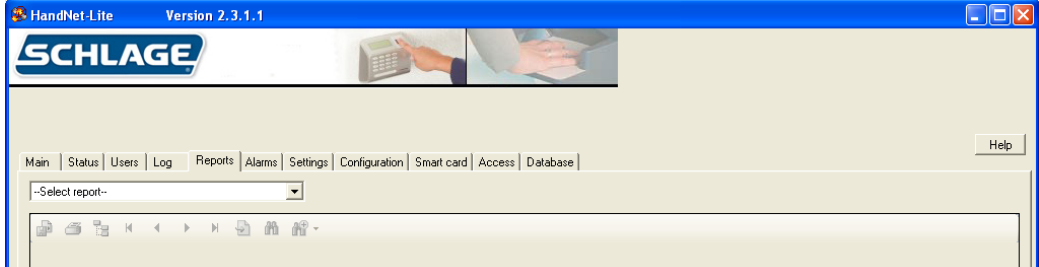 HandNet-Lite Version 2.3.1.1
SCHLAGE
Help
Main Status Users Log Reports Alarms Settings Configuration Smart card Access Database
--Select report--